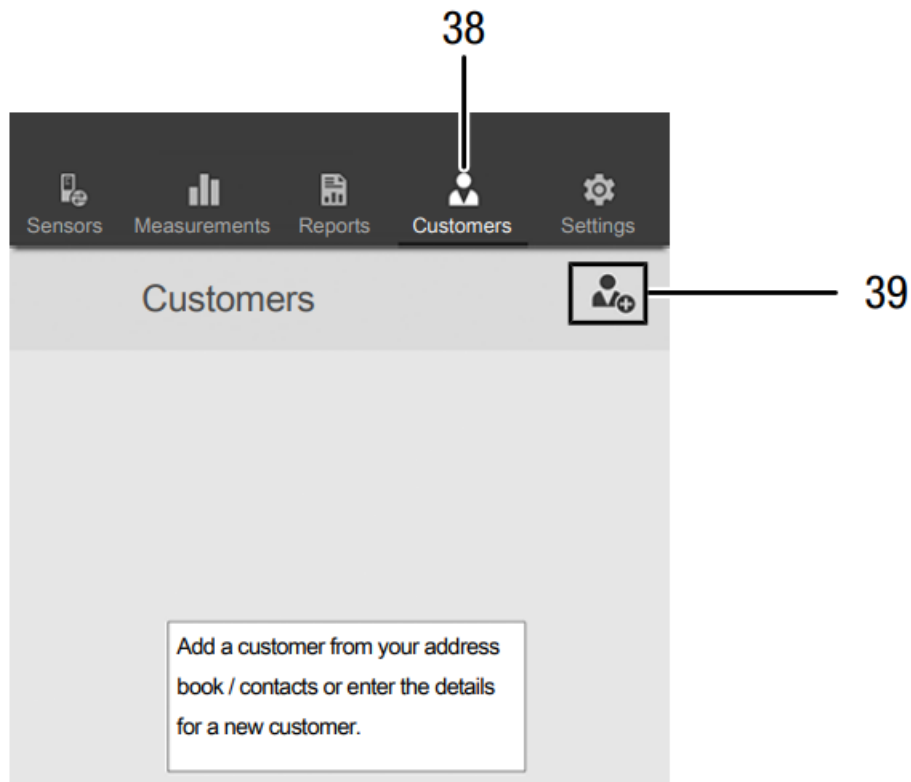 38
Sensors Measurements Reports Customers Settings
Customers
39
Add a customer from your address
book / contacts or enter the details
for a new customer.